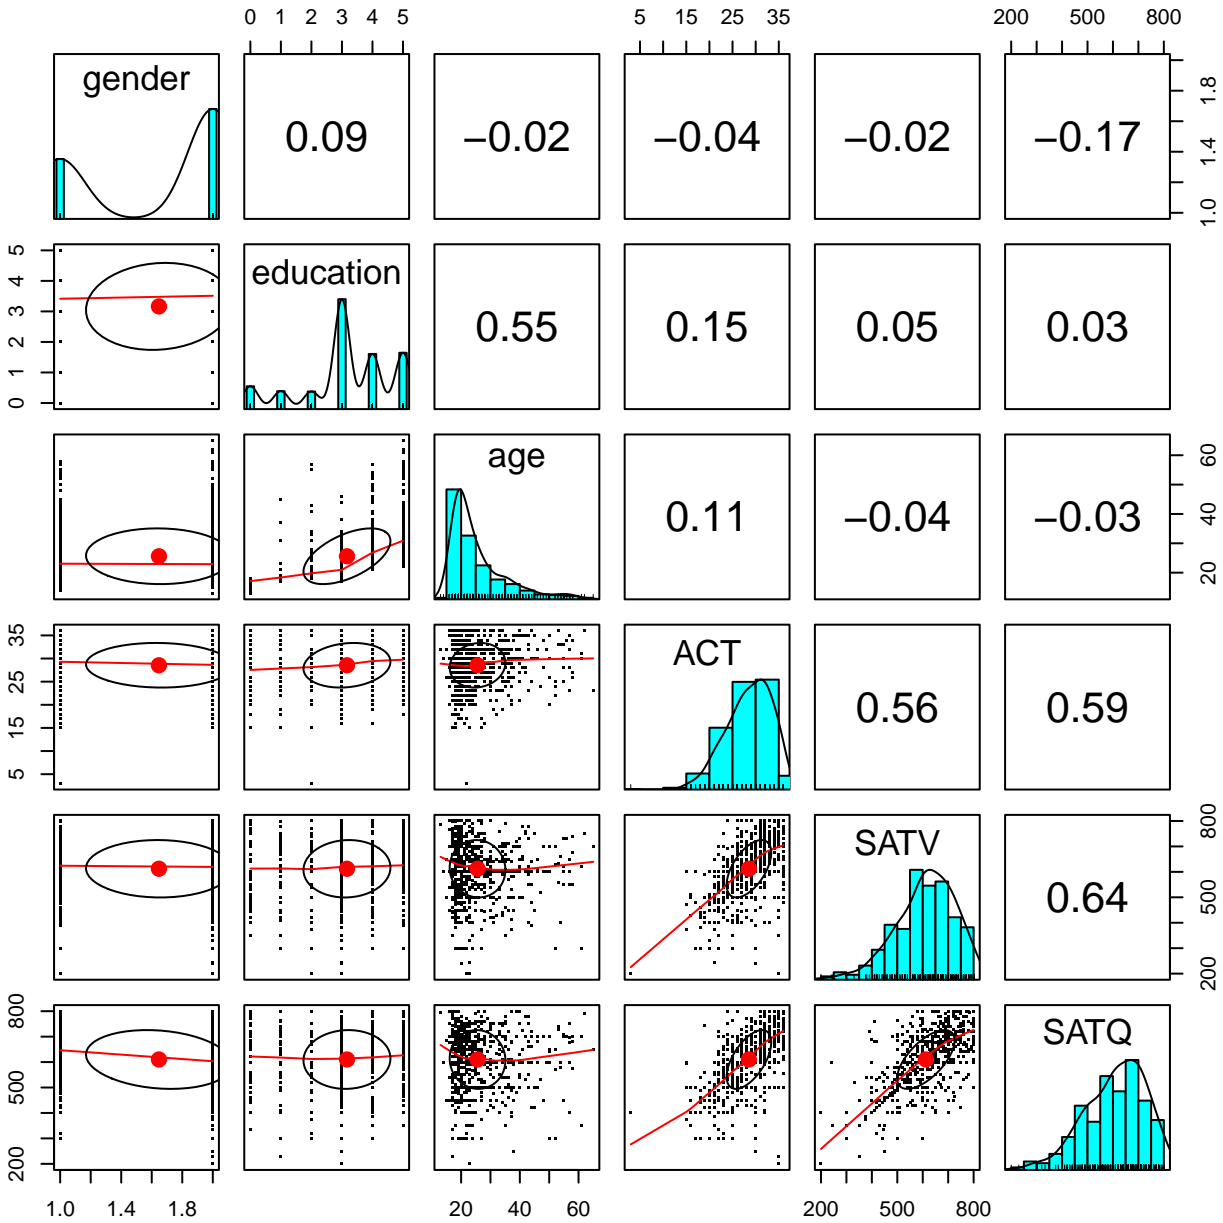 0 1 2 3 4 5 5 15 25 35 200 500 800
gender 0.09 −0.02 −0.04 −0.02 −0.17 1.0 1.4 1.8
0 1 2 3 4 5 education 0.55 0.15 0.05 0.03
age 0.11 −0.04 −0.03 20 40 60
5 15 25 35 ACT 0.56 0.59
SATV 0.64 200 500 800
200 500 800 SATQ
1.0 1.4 1.8 20 40 60 200 500 800